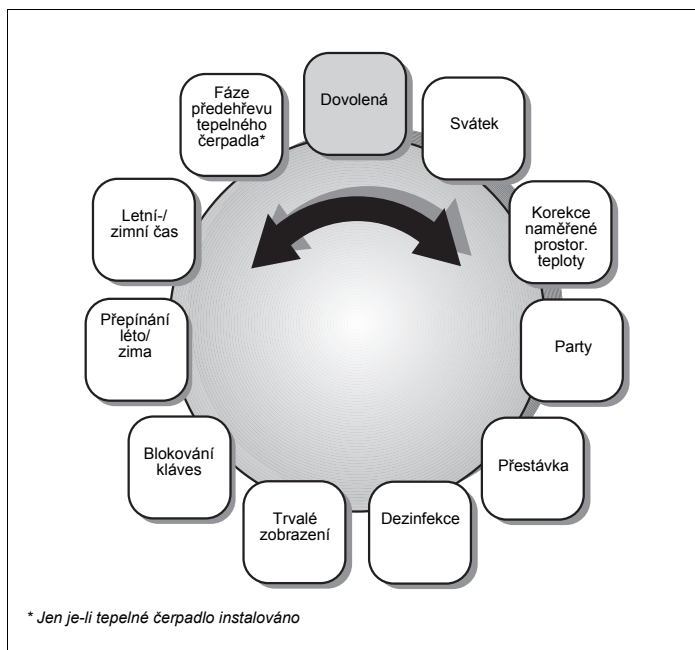 Dovolená
Svátek
Korekce
naměřené
prostor.
teploty
Party
Přestávka
Dezinfekce
Trvalé
zobrazení
Blokování
kláves
Přepínání
léto/
zima
Letní-/
zimní čas
Fáze
předehřevu
tepelného
čerpadla*
* Jen je-li tepelné čerpadlo instalováno